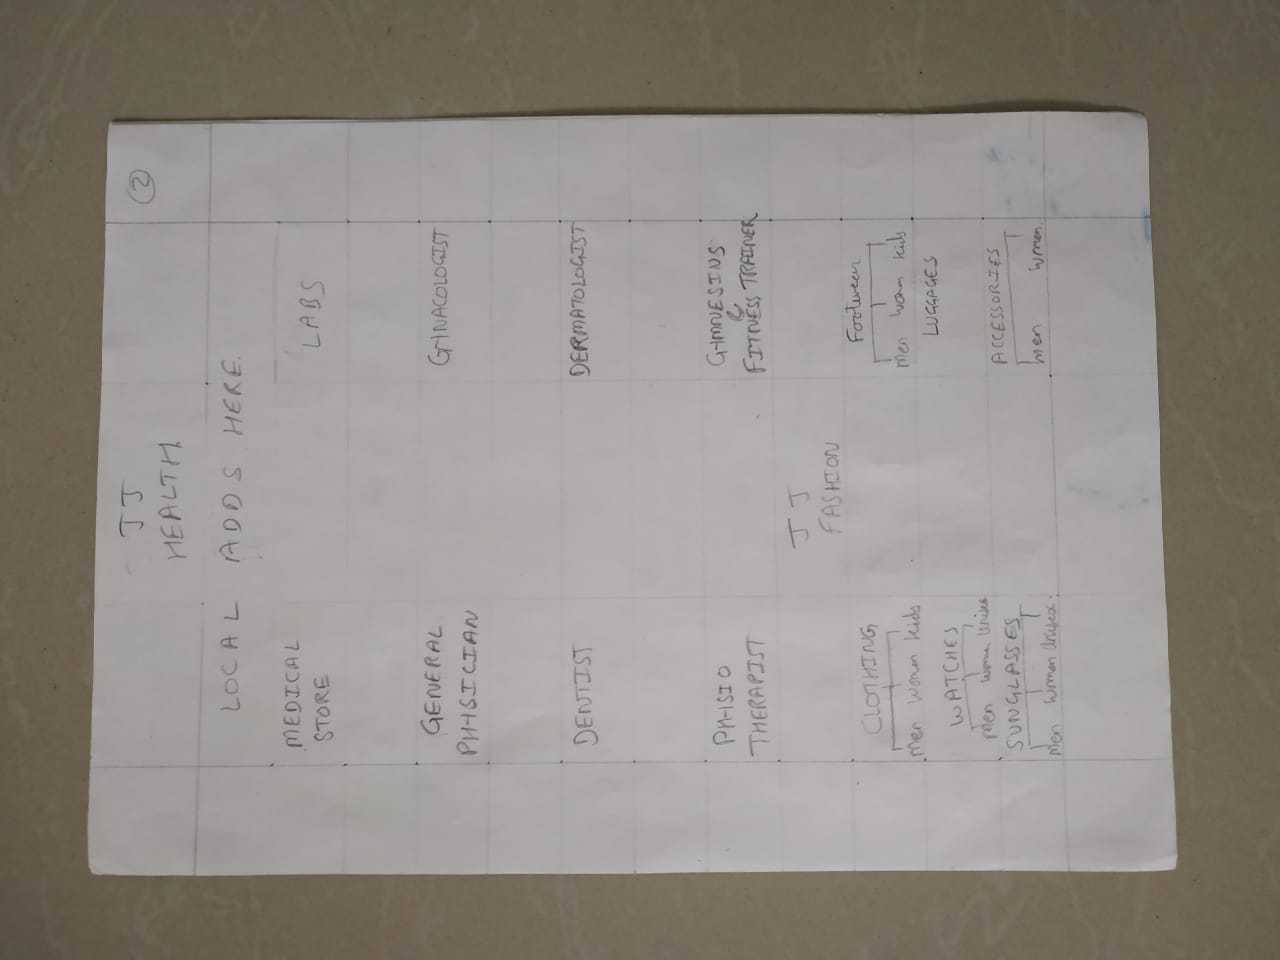 JJ
2
HEALTH.
LOCAL ADDS HERE.
MEDICAL
STORE
LABS
GENERAL
PHYSICIAN
GYNACOLOGIST
DENTIST
DERMATOLOGIST
PHYSIO
THERAPIST
GYMNESINS
&
FITNESS TRAINER
JJ
FASHION
CLOTHING
Men Women Kids
Footwear
Men Women Kids
LUGGAGES
WATCHES
Men Women Unisex
ACCESSORIES
Men Women
SUNGLASSES
Men Women Unisex